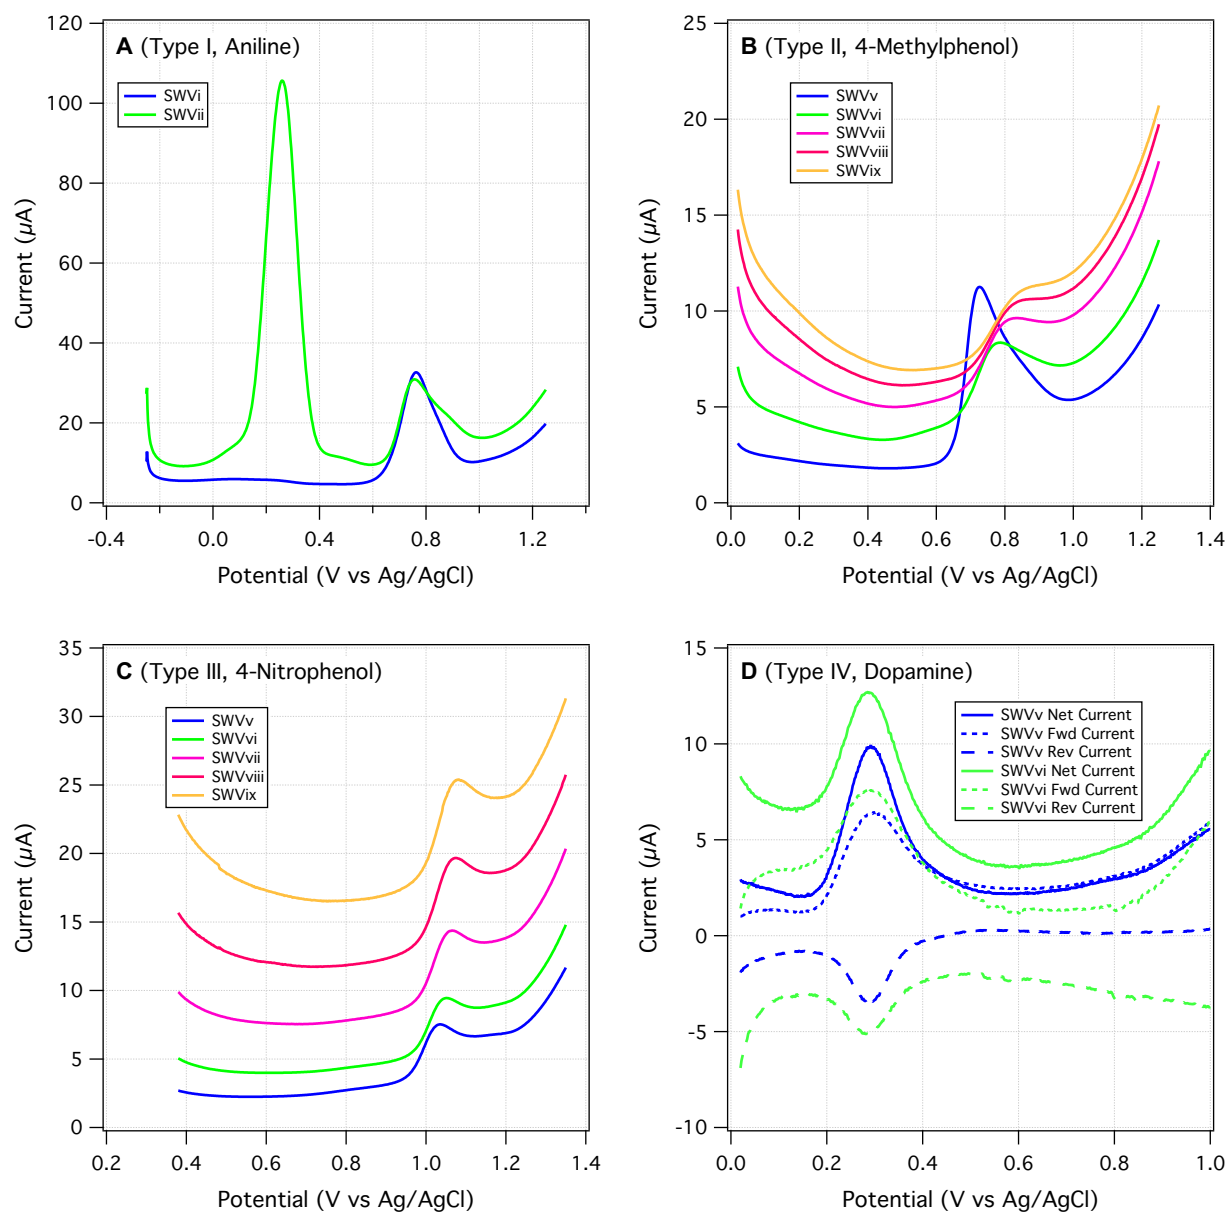 A (Type I, Aniline)
SWVi
SWVii
120
100
80
60
40
20
0
Current (µA)
-0.4
0.0
0.4
0.8
1.2
Potential (V vs Ag/AgCl)
B (Type II, 4-Methylphenol)
SWVv
SWVvi
SWVvii
SWVviii
SWVix
25
20
15
10
5
0
Current (µA)
0.0
0.2
0.4
0.6
0.8
1.0
1.2
1.4
Potential (V vs Ag/AgCl)
C (Type III, 4-Nitrophenol)
SWVv
SWVvi
SWVvii
SWVviii
SWVix
35
30
25
20
15
10
5
0
Current (µA)
0.2
0.4
0.6
0.8
1.0
1.2
1.4
Potential (V vs Ag/AgCl)
D (Type IV, Dopamine)
SWVv Net Current
SWVv Fwd Current
SWVv Rev Current
SWVvi Net Current
SWVvi Fwd Current
SWVvi Rev Current
15
10
5
0
-5
-10
Current (µA)
0.0
0.2
0.4
0.6
0.8
1.0
Potential (V vs Ag/AgCl)